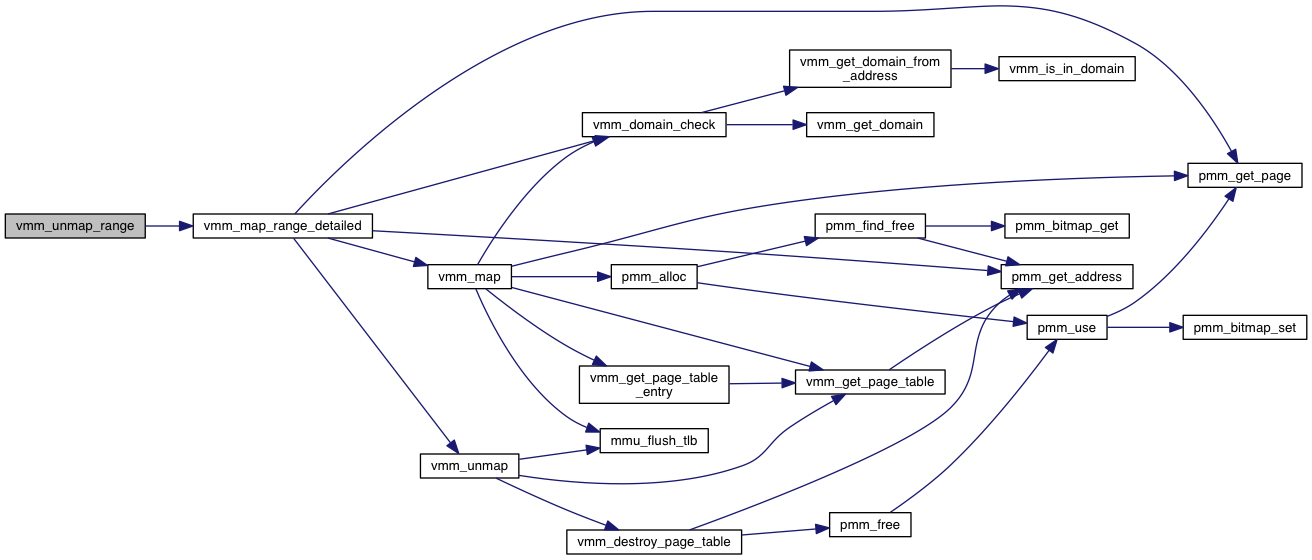 vmm_get_domain_from
_address
vmm_is_in_domain
vmm_domain_check
vmm_get_domain
pmm_get_page
vmm_unmap_range
vmm_map_range_detailed
pmm_find_free
pmm_bitmap_get
vmm_map
pmm_alloc
pmm_get_address
pmm_use
pmm_bitmap_set
vmm_get_page_table
_entry
vmm_get_page_table
mmu_flush_tlb
vmm_unmap
pmm_free
vmm_destroy_page_table